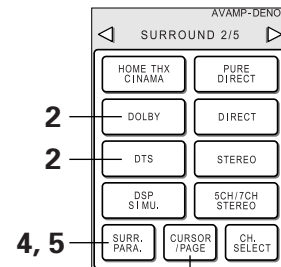 AVAMP-DENO
SURROUND 2/5
HOME THX
CINAMA
PURE
DIRECT
2
DOLBY
DIRECT
2
DTS
STEREO
DSP
SIMU.
5CH/7CH
STEREO
4, 5
SURR.
PARA.
CURSOR
/PAGE
CH.
SELECT